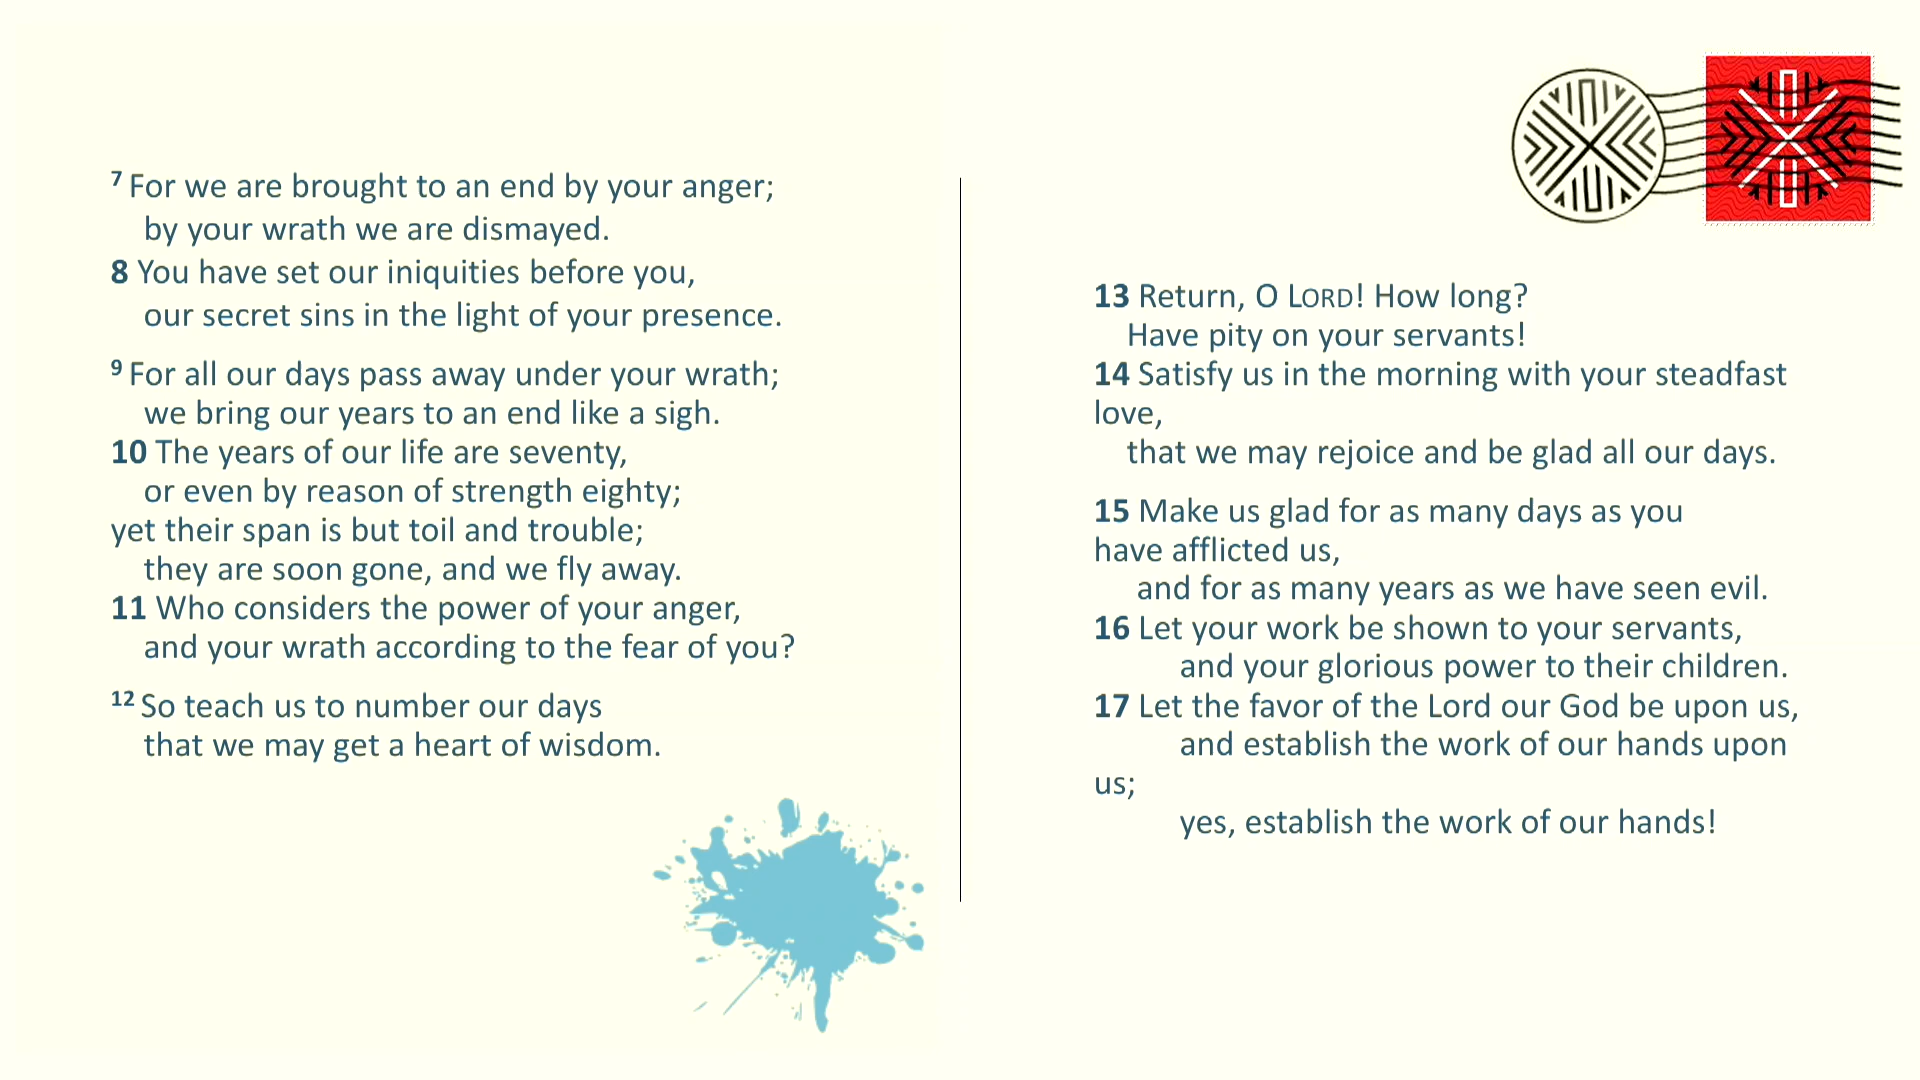 7 For we are brought to an end by your anger;
by your wrath we are dismayed.
8 You have set our iniquities before you,
our secret sins in the light of your presence.
9 For all our days pass away under your wrath;
we bring our years to an end like a sigh.
10 The years of our life are seventy,
or even by reason of strength eighty;
yet their span is but toil and trouble;
they are soon gone, and we fly away.
11 Who considers the power of your anger,
and your wrath according to the fear of you?
12 So teach us to number our days
that we may get a heart of wisdom.
13 Return, O LORD! How long?
Have pity on your servants!
14 Satisfy us in the morning with your steadfast
love,
that we may rejoice and be glad all our days.
15 Make us glad for as many days as you
have afflicted us,
and for as many years as we have seen evil.
16 Let your work be shown to your servants,
and your glorious power to their children.
17 Let the favor of the Lord our God be upon us,
and establish the work of our hands upon
us;
yes, establish the work of our hands!